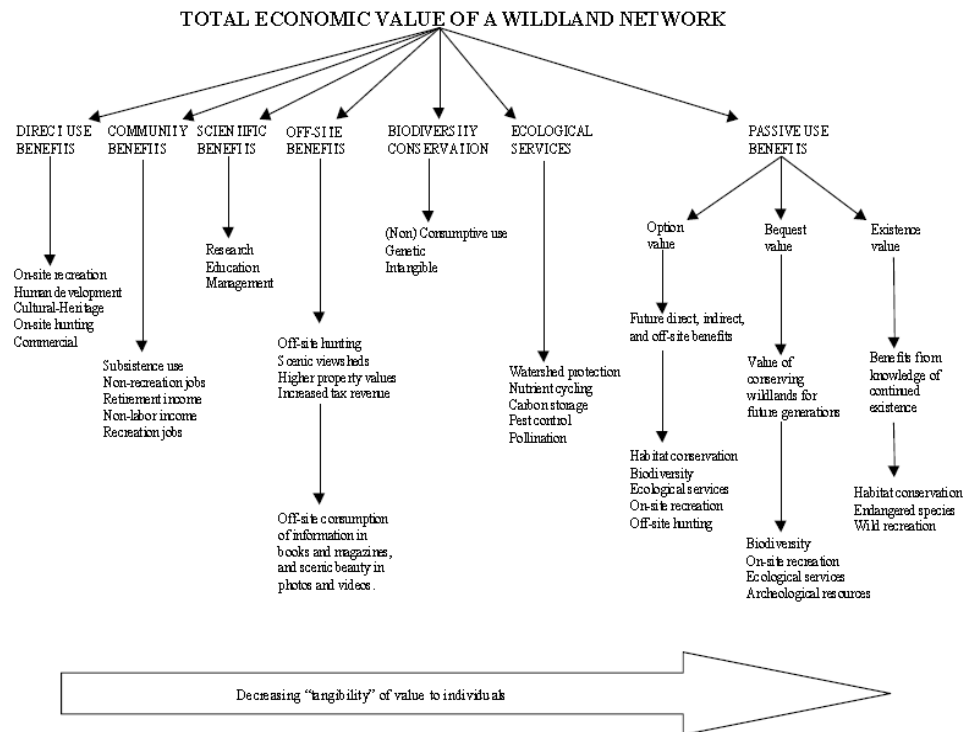 TOTAL ECONOMIC VALUE OF A WILDLAND NETWORK
DIRECT USE
BENEFITS
COMMUNITY
BENEFITS
SCIENTIFIC
BENEFITS
OFF-SITE
BENEFITS
BIODIVERSITY
CONSERVATION
ECOLOGICAL
SERVICES
PASSIVE USE
BENEFITS
On-site recreation
Human development
Cultural-Heritage
On-site hunting
Commercial
Subsistence use
Non-recreation jobs
Retirement income
Non-labor income
Recreation jobs
Research
Education
Management
Off-site hunting
Scenic viewsheds
Higher property values
Increased tax revenue
Off-site consumption
of information in
books and magazines,
and scenic beauty in
photos and videos.
(Non) Consumptive use
Genetic
Intangible
Watershed protection
Nutrient cycling
Carbon storage
Pest control
Pollination
Option
value
Future direct, indirect,
and off-site benefits
Habitat conservation
Biodiversity
Ecological services
On-site recreation
Off-site hunting
Bequest
value
Value of
conserving
wildlands for
future generations
Biodiversity
On-site recreation
Ecological services
Archeological resources
Existence
value
Benefits from
knowledge of
continued
existence
Habitat conservation
Endangered species
Wild recreation
Decreasing “tangibility” of value to individuals